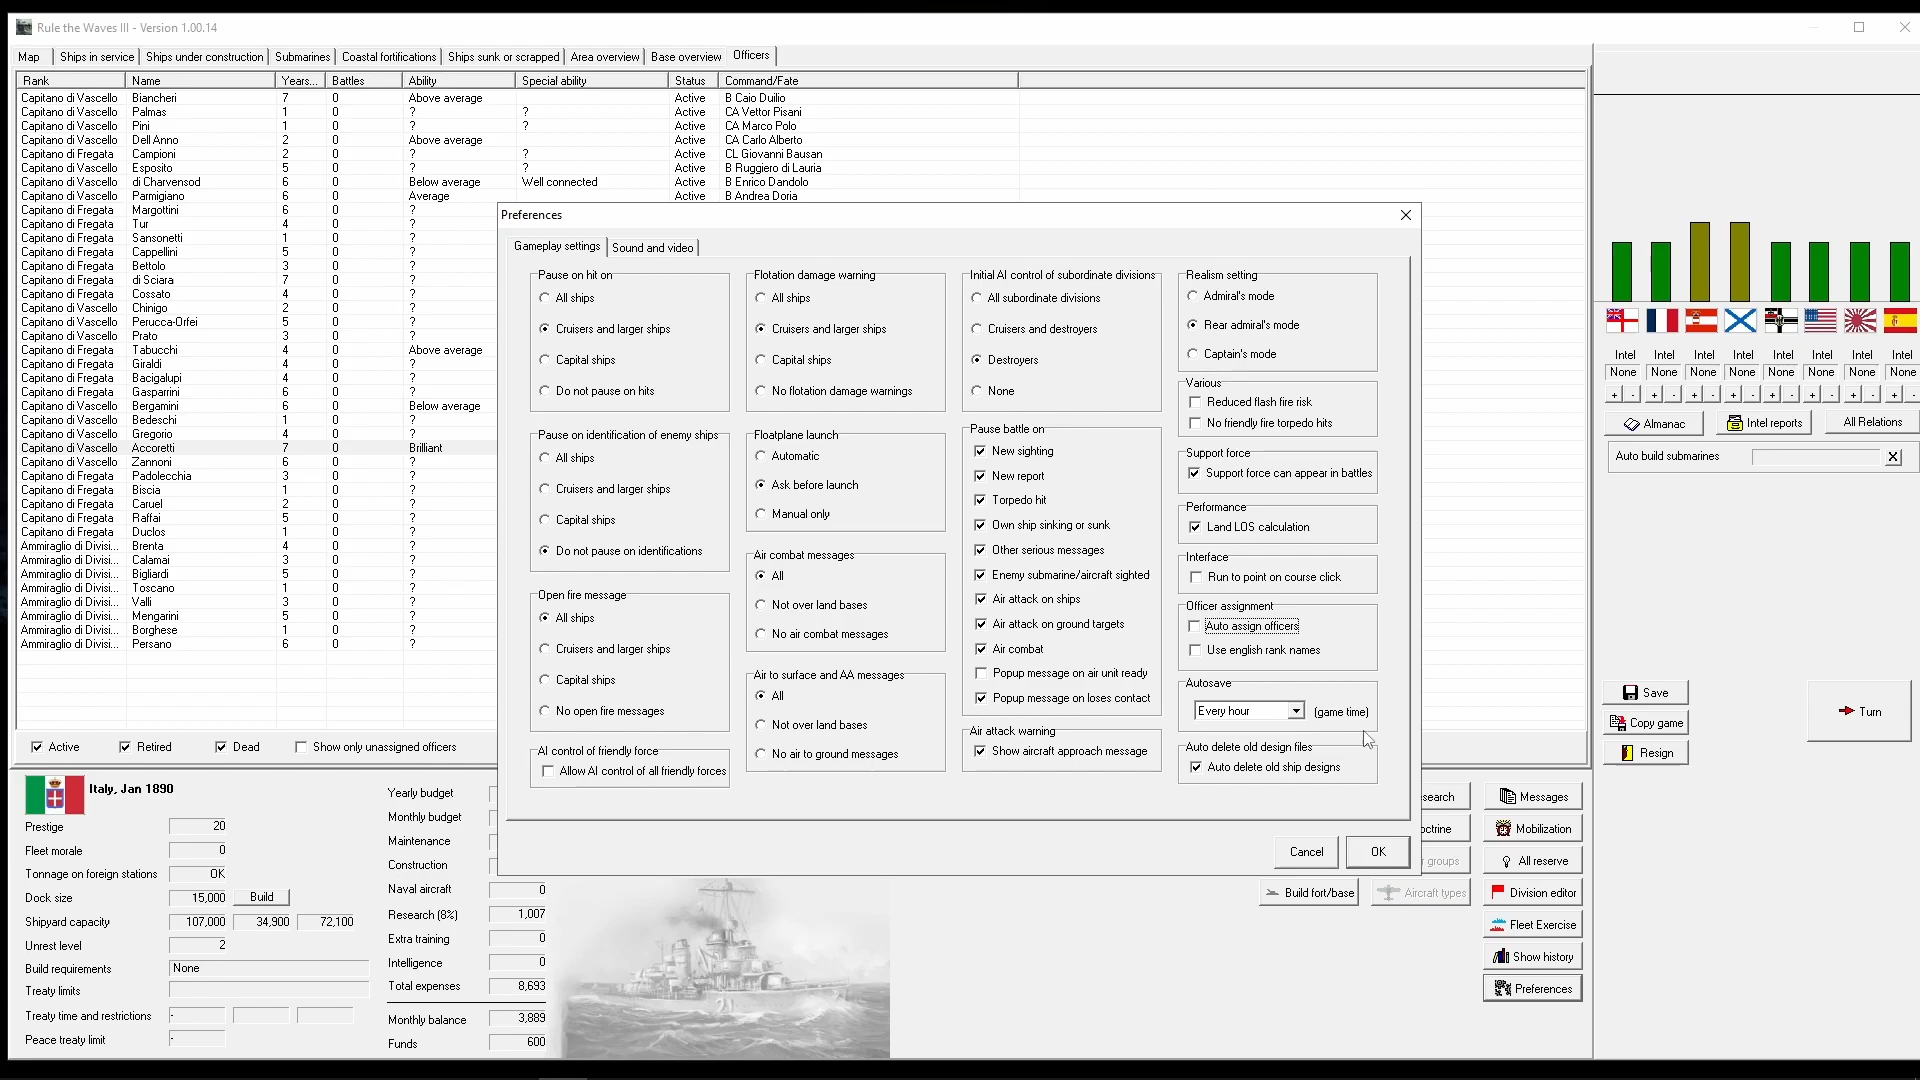 Rule the Waves III - Version 1.00.14
Map Ships in service Ships under construction Submarines Coastal fortifications Ships sunk or scrapped Area overview Base overview Officers
Rank Name Years... Battles Ability Special ability Status Command/Fate
Capitano di Vascello Biancheri 7 0 Above average Active B Caio Duilio
Capitano di Vascello Palmas 1 0 ? ? Active CA Vettor Pisani
Capitano di Vascello Pini 1 0 ? ? Active CA Marco Polo
Capitano di Vascello Dell Anno 2 0 Above average Active CA Carlo Alberto
Capitano di Fregata Campioni 2 0 ? ? Active CL Giovanni Bausan
Capitano di Vascello Esposito 5 0 ? ? Active B Ruggiero di Lauria
Capitano di Vascello di Charvensod 6 0 Below average Well connected Active B Enrico Dandolo
Capitano di Vascello Parmigiano 6 0 Average Active B Andrea Doria
Capitano di Fregata Margottini 6 0 ?
Capitano di Fregata Tur 4 0 ?
Capitano di Fregata Sansonetti 1 0 ?
Capitano di Fregata Cappellini 5 0 ?
Capitano di Fregata Bettolo 3 0 ?
Capitano di Fregata di Sciara 7 0 ?
Capitano di Fregata Cossato 4 0 ?
Capitano di Vascello Chinigo 2 0 ?
Capitano di Vascello Perucca-Orfei 5 0 ?
Capitano di Vascello Prato 3 0 ?
Capitano di Fregata Tabucchi 4 0 Above average
Capitano di Fregata Giraldi 4 0 ?
Capitano di Fregata Bacigalupi 4 0 ?
Capitano di Fregata Gasparrini 6 0 ?
Capitano di Vascello Bergamini 6 0 Below average
Capitano di Vascello Bedeschi 1 0 ?
Capitano di Vascello Gregorio 4 0 ?
Capitano di Vascello Accoretti 7 0 Brilliant
Capitano di Vascello Zannoni 6 0 ?
Capitano di Fregata Padolecchia 3 0 ?
Capitano di Fregata Biscia 1 0 ?
Capitano di Fregata Caruel 2 0 ?
Capitano di Fregata Raffai 5 0 ?
Capitano di Fregata Duclos 1 0 ?
Ammiraglio di Divisi... Brenta 4 0 ?
Ammiraglio di Divisi... Calamai 3 0 ?
Ammiraglio di Divisi... Bigliardi 5 0 ?
Ammiraglio di Divisi... Toscano 1 0 ?
Ammiraglio di Divisi... Valli 3 0 ?
Ammiraglio di Divisi... Mengarini 5 0 ?
Ammiraglio di Divisi... Borghese 1 0 ?
Ammiraglio di Divisi... Persano 6 0 ?
Active Retired Dead Show only unassigned officers
Preferences
Gameplay settings Sound and video
Pause on hit on
All ships
Cruisers and larger ships
Capital ships
Do not pause on hits
Pause on identification of enemy ships
All ships
Cruisers and larger ships
Capital ships
Do not pause on identifications
Open fire message
All ships
Cruisers and larger ships
Capital ships
No open fire messages
AI control of friendly force
Allow AI control of all friendly forces
Flotation damage warning
All ships
Cruisers and larger ships
Capital ships
No flotation damage warnings
Floatplane launch
Automatic
Ask before launch
Manual only
Air combat messages
All
Not over land bases
No air combat messages
Air to surface and AA messages
All
Not over land bases
No air to ground messages
Initial AI control of subordinate divisions
All subordinate divisions
Cruisers and destroyers
Destroyers
None
Pause battle on
New sighting
New report
Torpedo hit
Own ship sinking or sunk
Other serious messages
Enemy submarine/aircraft sighted
Air attack on ships
Air attack on ground targets
Air combat
Popup message on air unit ready
Popup message on loses contact
Air attack warning
Show aircraft approach message
Realism setting
Admiral's mode
Rear admiral's mode
Captain's mode
Various
Reduced flash fire risk
No friendly fire torpedo hits
Support force
Support force can appear in battles
Performance
Land LOS calculation
Interface
Run to point on course click
Officer assignment
Auto assign officers
Use english rank names
Autosave
Every hour (game time)
Auto delete old design files
Auto delete old ship designs
Cancel OK
Intel Intel Intel Intel Intel Intel Intel Intel
None None None None None None None None
+ - + - + - + - + - + - + - + -
Almanac Intel reports All Relations
Auto build submarines X
Save
Copy game
Resign
Turn
Italy, Jan 1890
Prestige 20
Fleet morale 0
Tonnage on foreign stations OK
Dock size 15,000 Build
Shipyard capacity 107,000 34,900 72,100
Unrest level 2
Build requirements None
Treaty limits
Treaty time and restrictions -
Peace treaty limit -
Yearly budget
Monthly budget
Maintenance
Construction
Naval aircraft 0
Research (8%) 1,007
Extra training 0
Intelligence 0
Total expenses 8,693
Monthly balance 3,889
Funds 600
search Messages
octrine Mobilization
r groups All reserve
Build fort/base Aircraft types Division editor
Fleet Exercise
Show history
Preferences